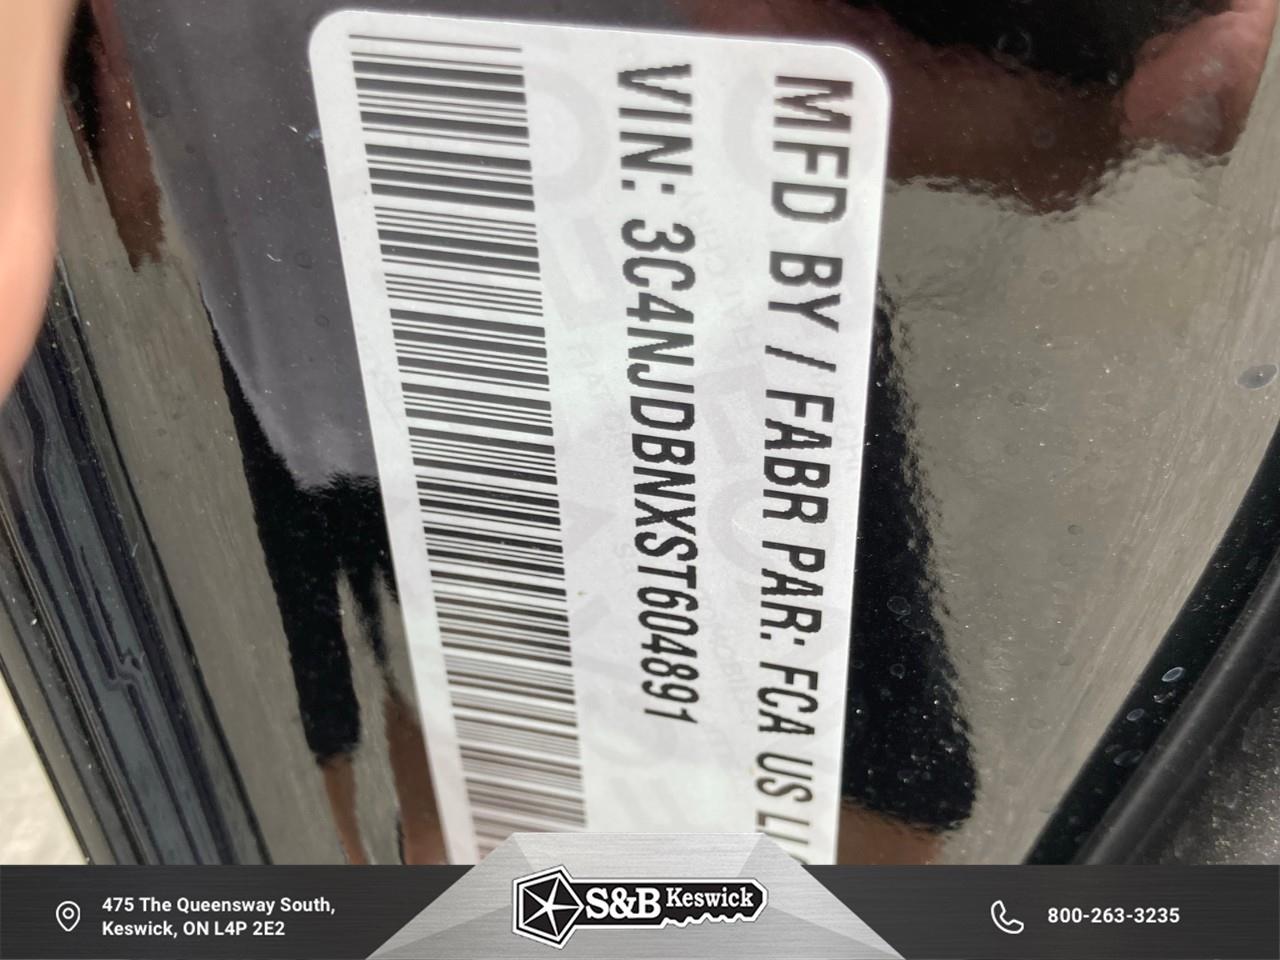 MFD BY / FABR PAR: FCA US
VIN: 3C4NJDBNXST604891
475 The Queensway South,
Keswick, ON L4P 2E2
S&B Keswick
800-263-3235